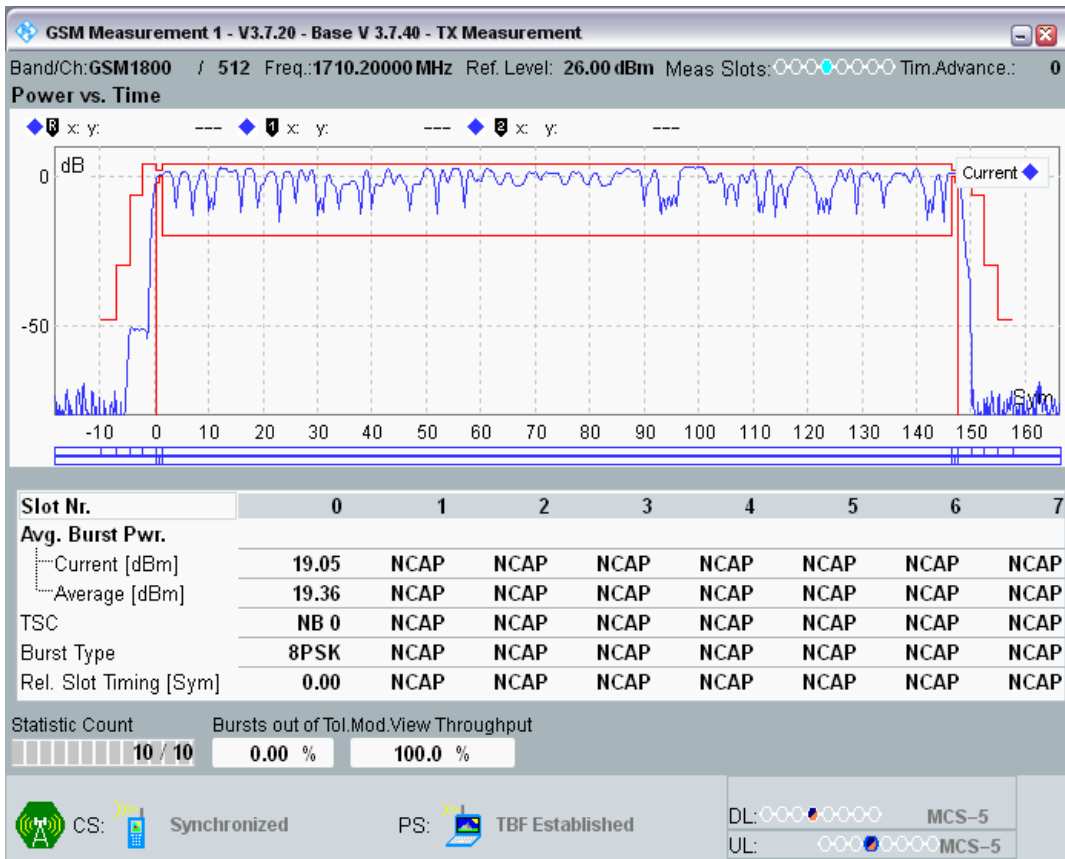 GSM Measurement 1 - V3.7.20 - Base V 3.7.40 - TX Measurement
Band/Ch:GSM1800 / 512 Freq.:1710.20000 MHz Ref. Level: 26.00 dBm Meas Slots: Tim.Advance.: 0
Power vs. Time
R x: y: --- 1 x: y: --- 2 x: y: ---
dB
Current
0
-50
Sym
-10 0 10 20 30 40 50 60 70 80 90 100 110 120 130 140 150 160
Slot Nr. 0 1 2 3 4 5 6 7
Avg. Burst Pwr.
Current [dBm] 19.05 NCAP NCAP NCAP NCAP NCAP NCAP NCAP
Average [dBm] 19.36 NCAP NCAP NCAP NCAP NCAP NCAP NCAP
TSC NB 0 NCAP NCAP NCAP NCAP NCAP NCAP NCAP
Burst Type 8PSK NCAP NCAP NCAP NCAP NCAP NCAP NCAP
Rel. Slot Timing [Sym] 0.00 NCAP NCAP NCAP NCAP NCAP NCAP NCAP
Statistic Count Bursts out of Tol.Mod.View Throughput
10 / 10 0.00 % 100.0 %
CS: Synchronized PS: TBF Established
DL: MCS-5
UL: MCS-5